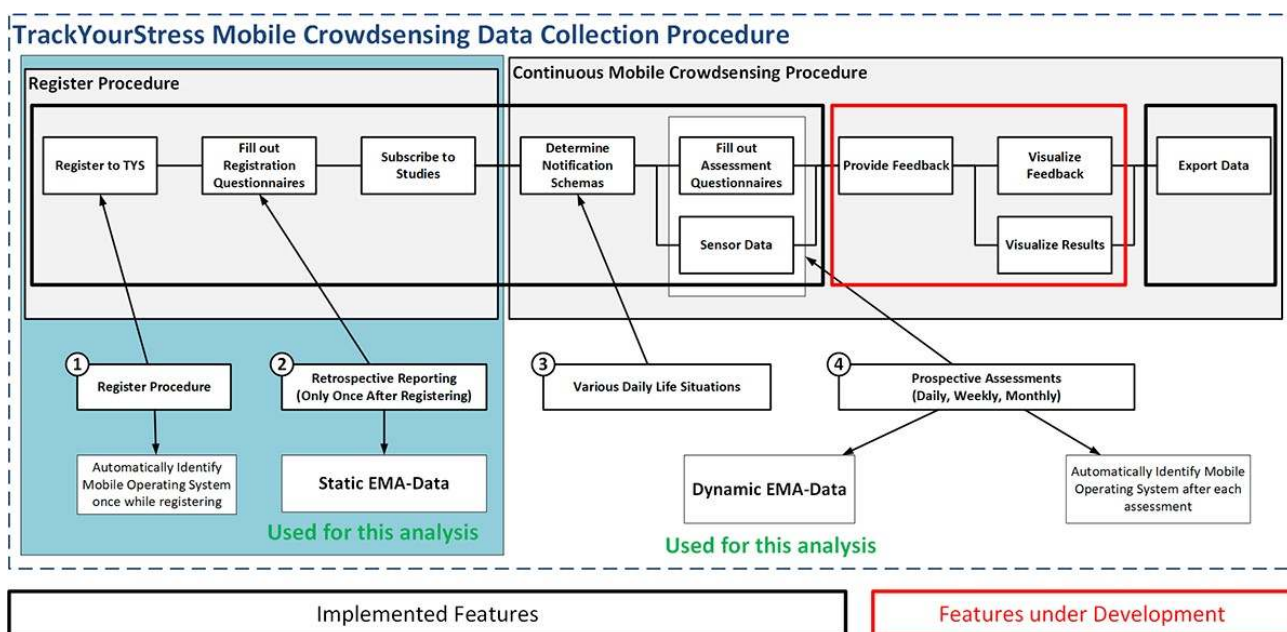 TrackYourStress Mobile Crowdsensing Data Collection Procedure
Register Procedure
Continuous Mobile Crowdsensing Procedure
Register to TYS
Fill out
Registration
Questionnaires
Subscribe to
Studies
Determine
Notification
Schemas
Fill out
Assessment
Questionnaires
Sensor Data
Provide Feedback
Visualize
Feedback
Visualize Results
Export Data
1
Register Procedure
2
Retrospective Reporting
(Only Once After Registering)
3
Various Daily Life Situations
4
Prospective Assessments
(Daily, Weekly, Monthly)
Automatically Identify
Mobile Operating System
once while registering
Static EMA-Data
Used for this analysis
Dynamic EMA-Data
Used for this analysis
Automatically Identify Mobile
Operating System after each
assessment
Implemented Features
Features under Development